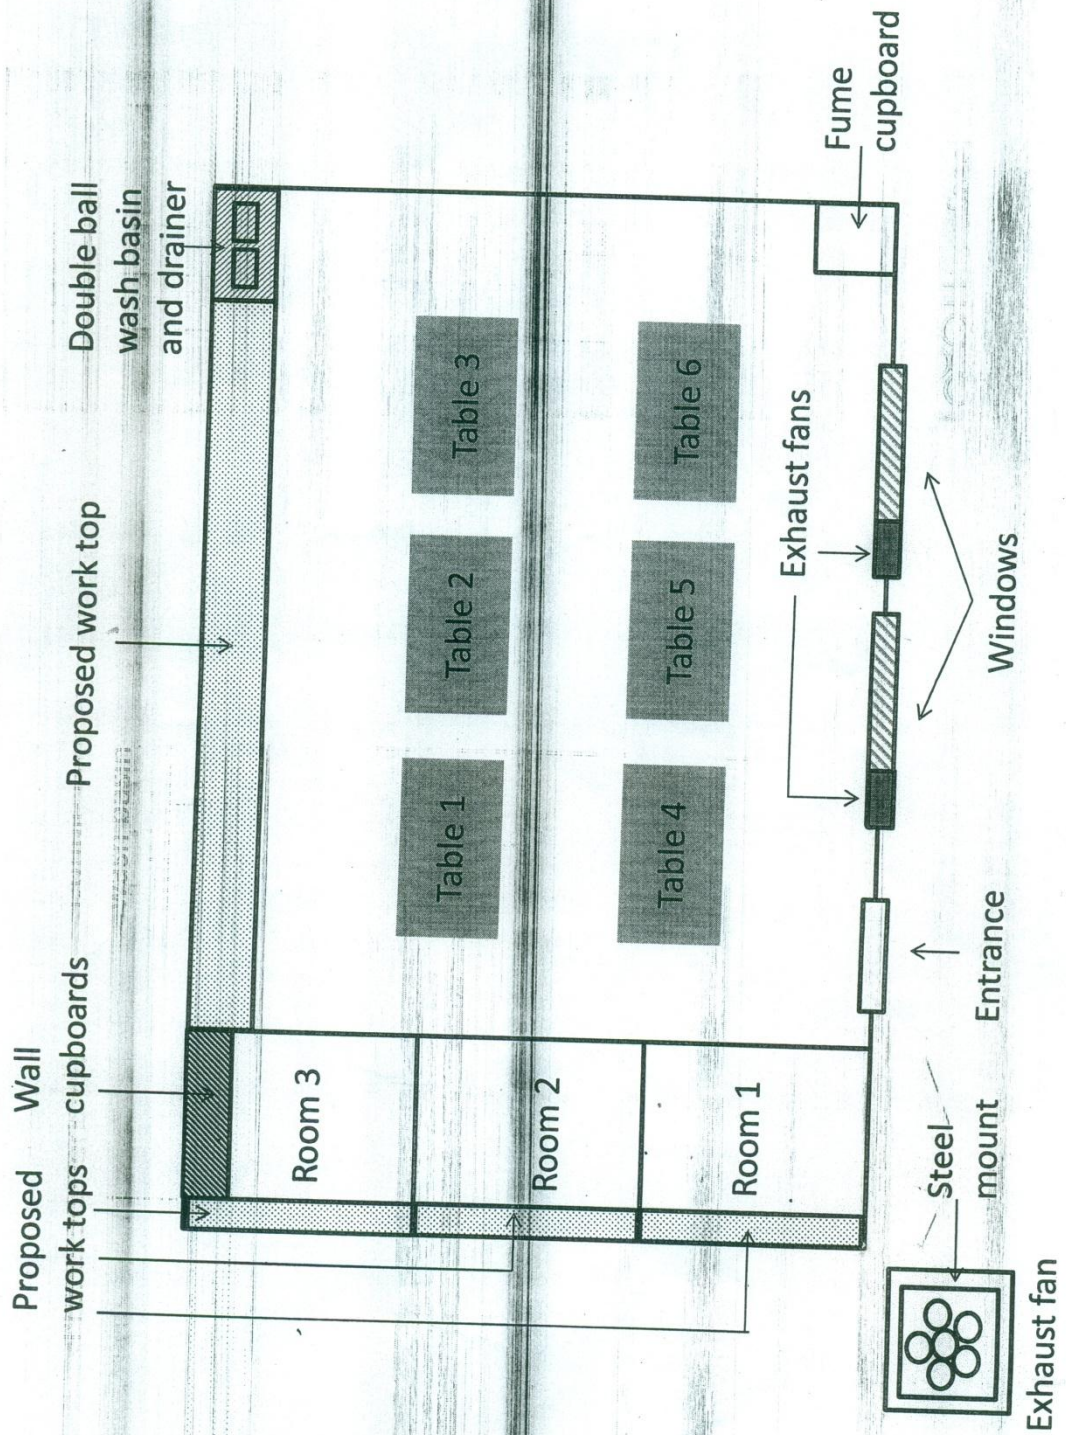 Proposed
work tops
Wall
cupboards
Proposed work top
Double ball
wash basin
and drainer
Room 3
Room 2
Room 1
Table 1
Table 2
Table 3
Table 4
Table 5
Table 6
Exhaust fans
Fume
cupboard
Windows
Entrance
Steel
mount
Exhaust fan